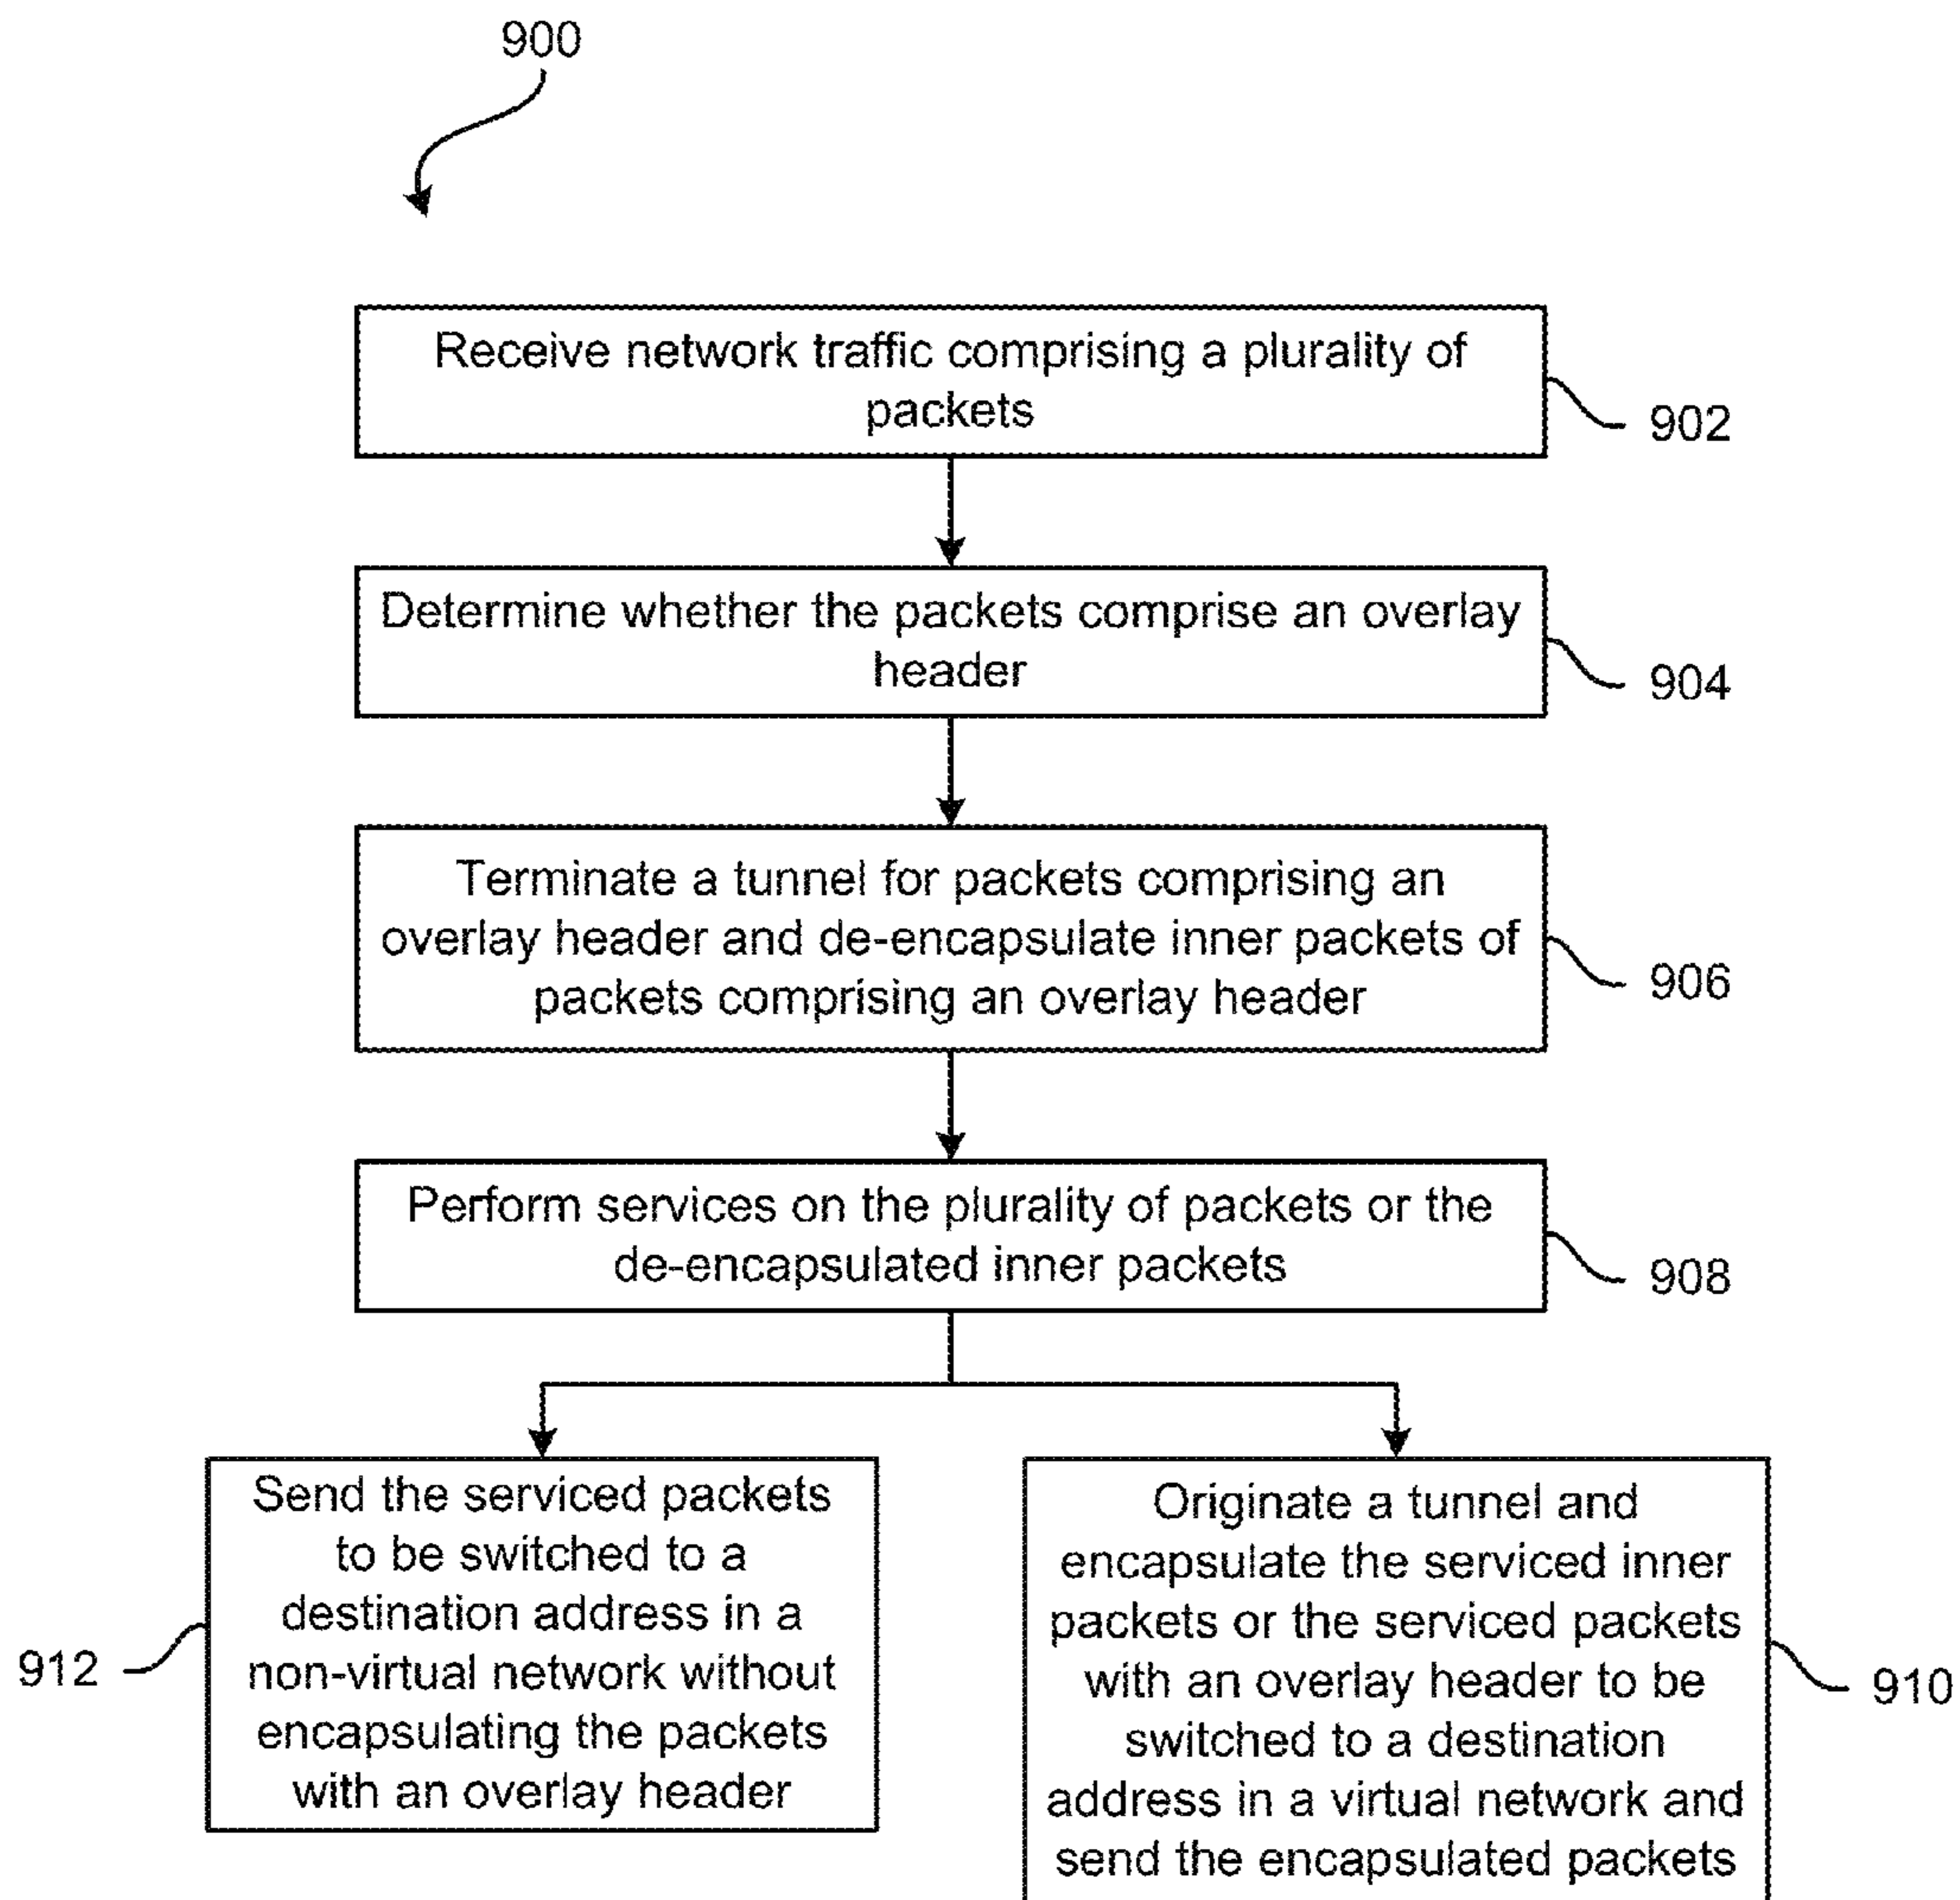 900
Receive network traffic comprising a plurality of
packets
902
Determine whether the packets comprise an overlay
header
904
Terminate a tunnel for packets comprising an
overlay header and de-encapsulate inner packets of
packets comprising an overlay header
906
Perform services on the plurality of packets or the
de-encapsulated inner packets
908
Send the serviced packets
to be switched to a
destination address in a
non-virtual network without
encapsulating the packets
with an overlay header
912
Originate a tunnel and
encapsulate the serviced inner
packets or the serviced packets
with an overlay header to be
switched to a destination
address in a virtual network and
send the encapsulated packets
910